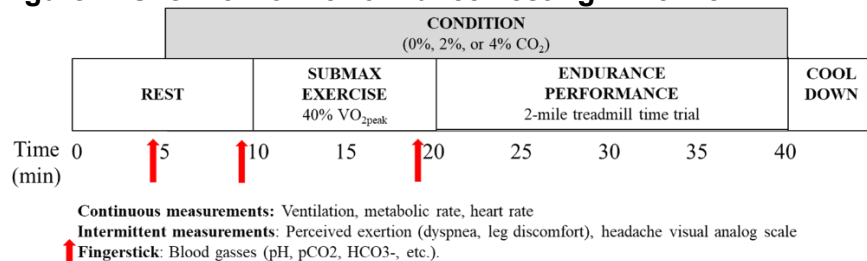 CONDITION
(0%, 2%, or 4% CO₂)
REST
SUBMAX
EXERCISE
40% VO₂peak
ENDURANCE
PERFORMANCE
2-mile treadmill time trial
COOL
DOWN
Time 0 5 10 15 20 25 30 35 40
(min)
Continuous measurements: Ventilation, metabolic rate, heart rate
Intermittent measurements: Perceived exertion (dyspnea, leg discomfort), headache visual analog scale
Fingerstick: Blood gasses (pH, pCO2, HCO3-, etc.).